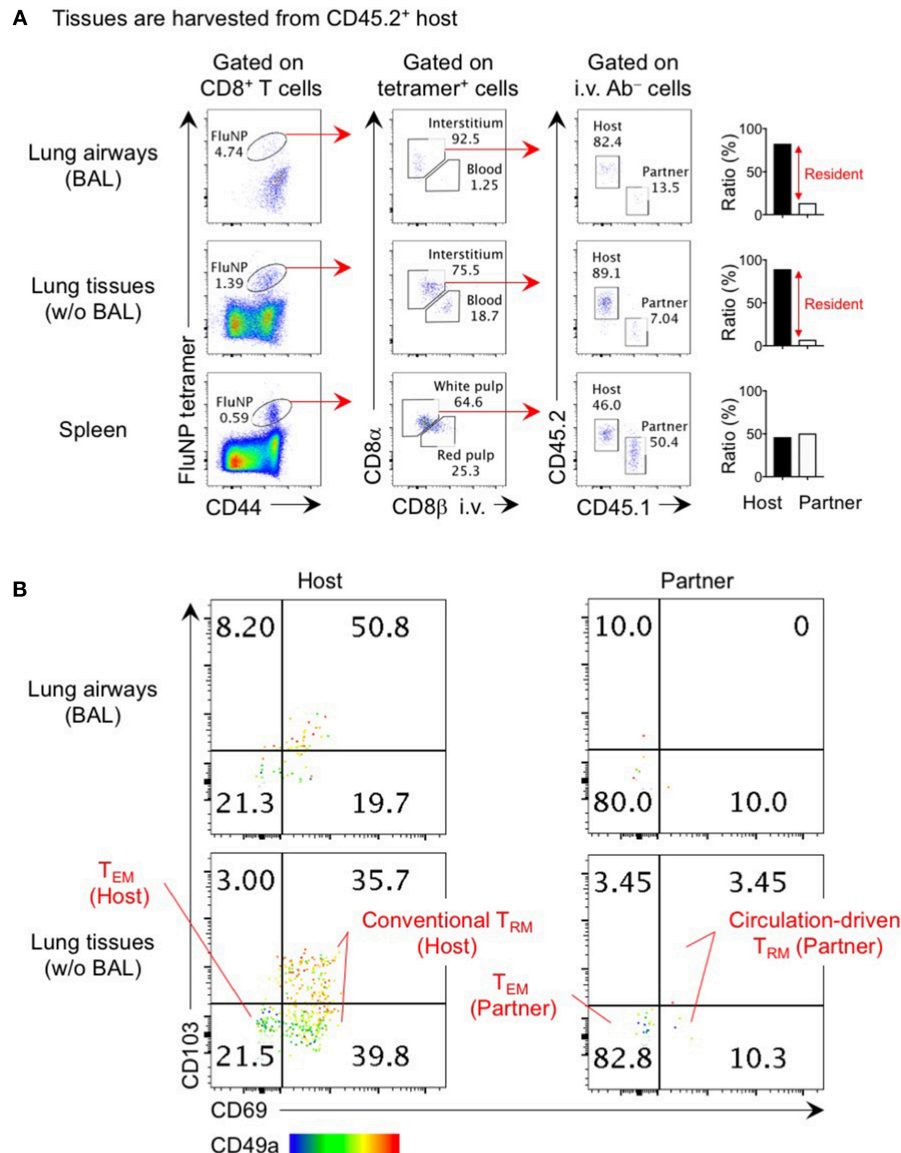 A Tissues are harvested from CD45.2⁺ host
Gated on
CD8⁺ T cells
Gated on
tetramer⁺ cells
Gated on
i.v. Ab⁻ cells
Lung airways
(BAL)
FluNP
4.74
Interstitium
92.5
Blood
1.25
Host
82.4
Partner
13.5
Ratio (%)
100
50
0
Resident
Lung tissues
(w/o BAL)
FluNP
1.39
Interstitium
75.5
Blood
18.7
Host
89.1
Partner
7.04
Ratio (%)
100
50
0
Resident
Spleen
FluNP
0.59
White pulp
64.6
Red pulp
25.3
Host
46.0
Partner
50.4
Ratio (%)
100
50
0
FluNP tetramer
CD44
CD8α
CD8β i.v.
CD45.2
CD45.1
Host Partner
B
Host
Partner
Lung airways
(BAL)
8.20 50.8
21.3 19.7
10.0 0
80.0 10.0
Lung tissues
(w/o BAL)
3.00 35.7
21.5 39.8
3.45 3.45
82.8 10.3
TEM
(Host)
Conventional TRM
(Host)
TEM
(Partner)
Circulation-driven
TRM (Partner)
CD103
CD69
CD49a